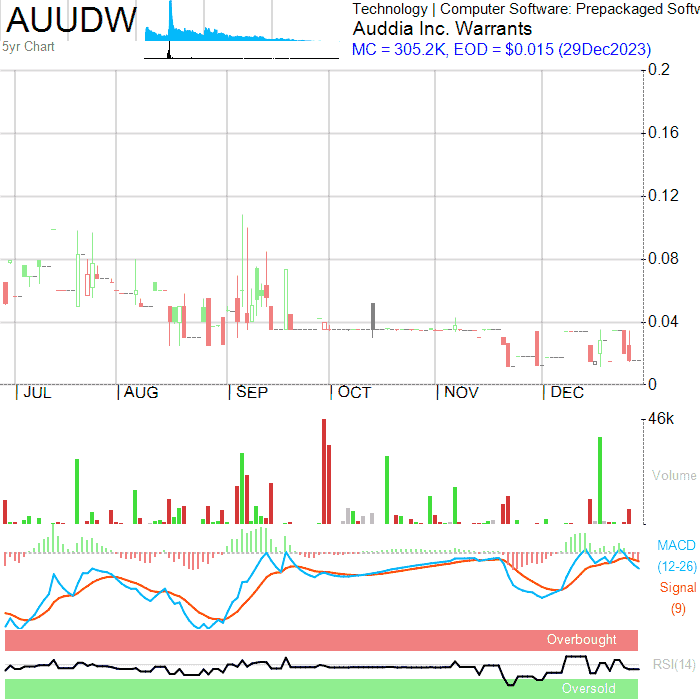 AUUDW
5yr Chart
Technology | Computer Software: Prepackaged Softw
Auddia Inc. Warrants
MC = 305.2K, EOD = $0.015 (29Dec2023)
0.2
0.16
0.12
0.08
0.04
0
| JUL | AUG | SEP | OCT | NOV | DEC
46k
Volume
MACD
(12-26)
Signal
(9)
Overbought
RSI(14)
Oversold